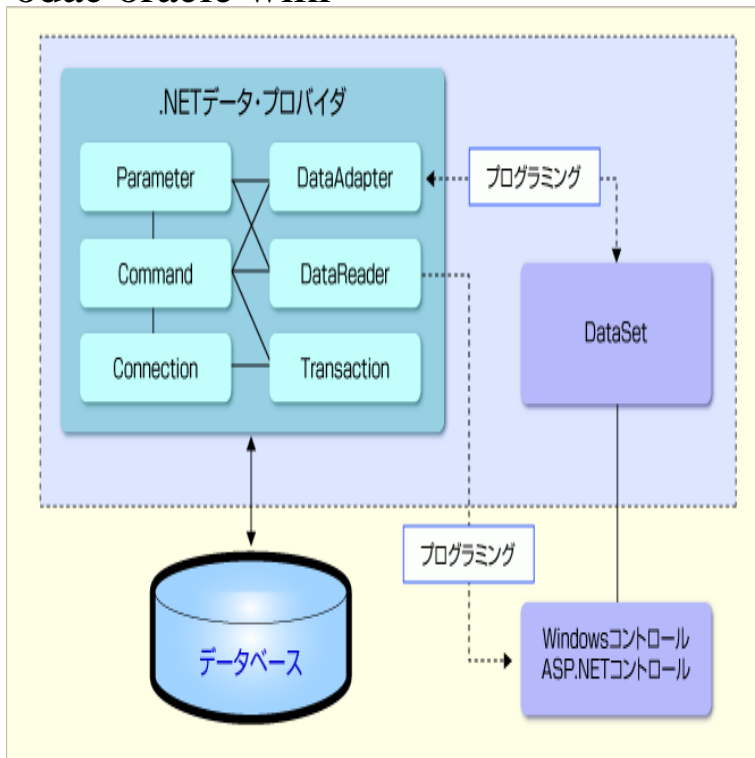 odac oracle wiki
.NETデータ・プロバイダ
Parameter
DataAdapter
プログラミング
Command
DataReader
DataSet
Connection
Transaction
プログラミング
データベース
Windowsコントロール
ASP.NETコントロール